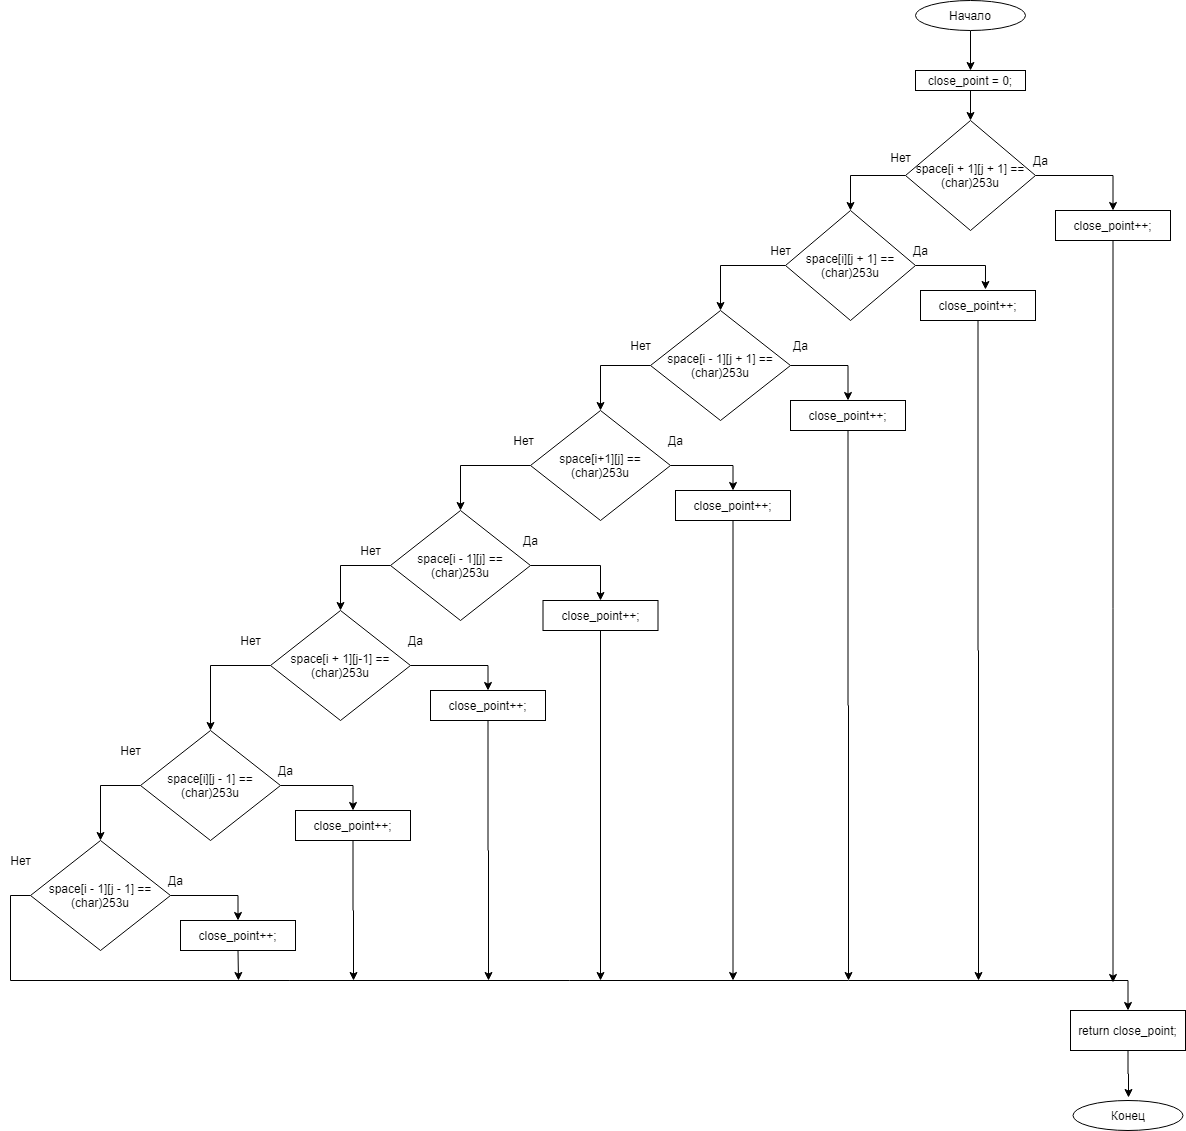 Начало
close_point = 0;
Нет
Да
space[i + 1][j + 1] ==
(char)253u
close_point++;
Нет
Да
space[i][j + 1] ==
(char)253u
close_point++;
Нет
Да
space[i - 1][j + 1] ==
(char)253u
close_point++;
Нет
Да
space[i+1][j] ==
(char)253u
close_point++;
Нет
Да
space[i - 1][j] ==
(char)253u
close_point++;
Нет
Да
space[i + 1][j-1] ==
(char)253u
close_point++;
Нет
Да
space[i][j - 1] ==
(char)253u
close_point++;
Нет
Да
space[i - 1][j - 1] ==
(char)253u
close_point++;
return close_point;
Конец